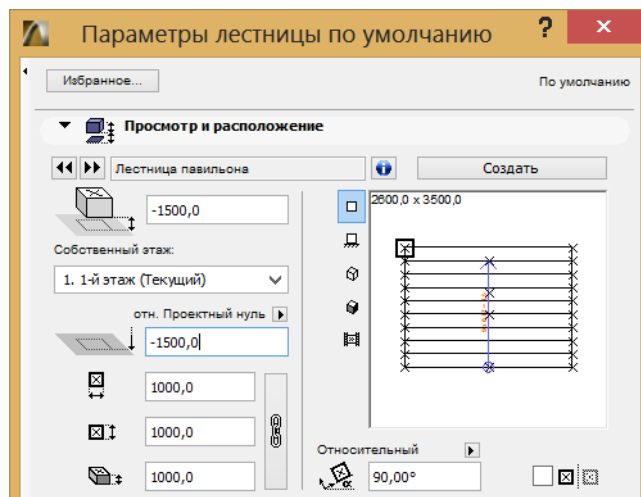 Параметры лестницы по умолчанию
?
Избранное...
По умолчанию
Просмотр и расположение
Лестница павильона
Создать
-1500,0
Собственный этаж:
1. 1-й этаж (Текущий)
отн. Проектный нуль
-1500,0
1000,0
1000,0
1000,0
2600,0 x 3500,0
Относительный
90,00°